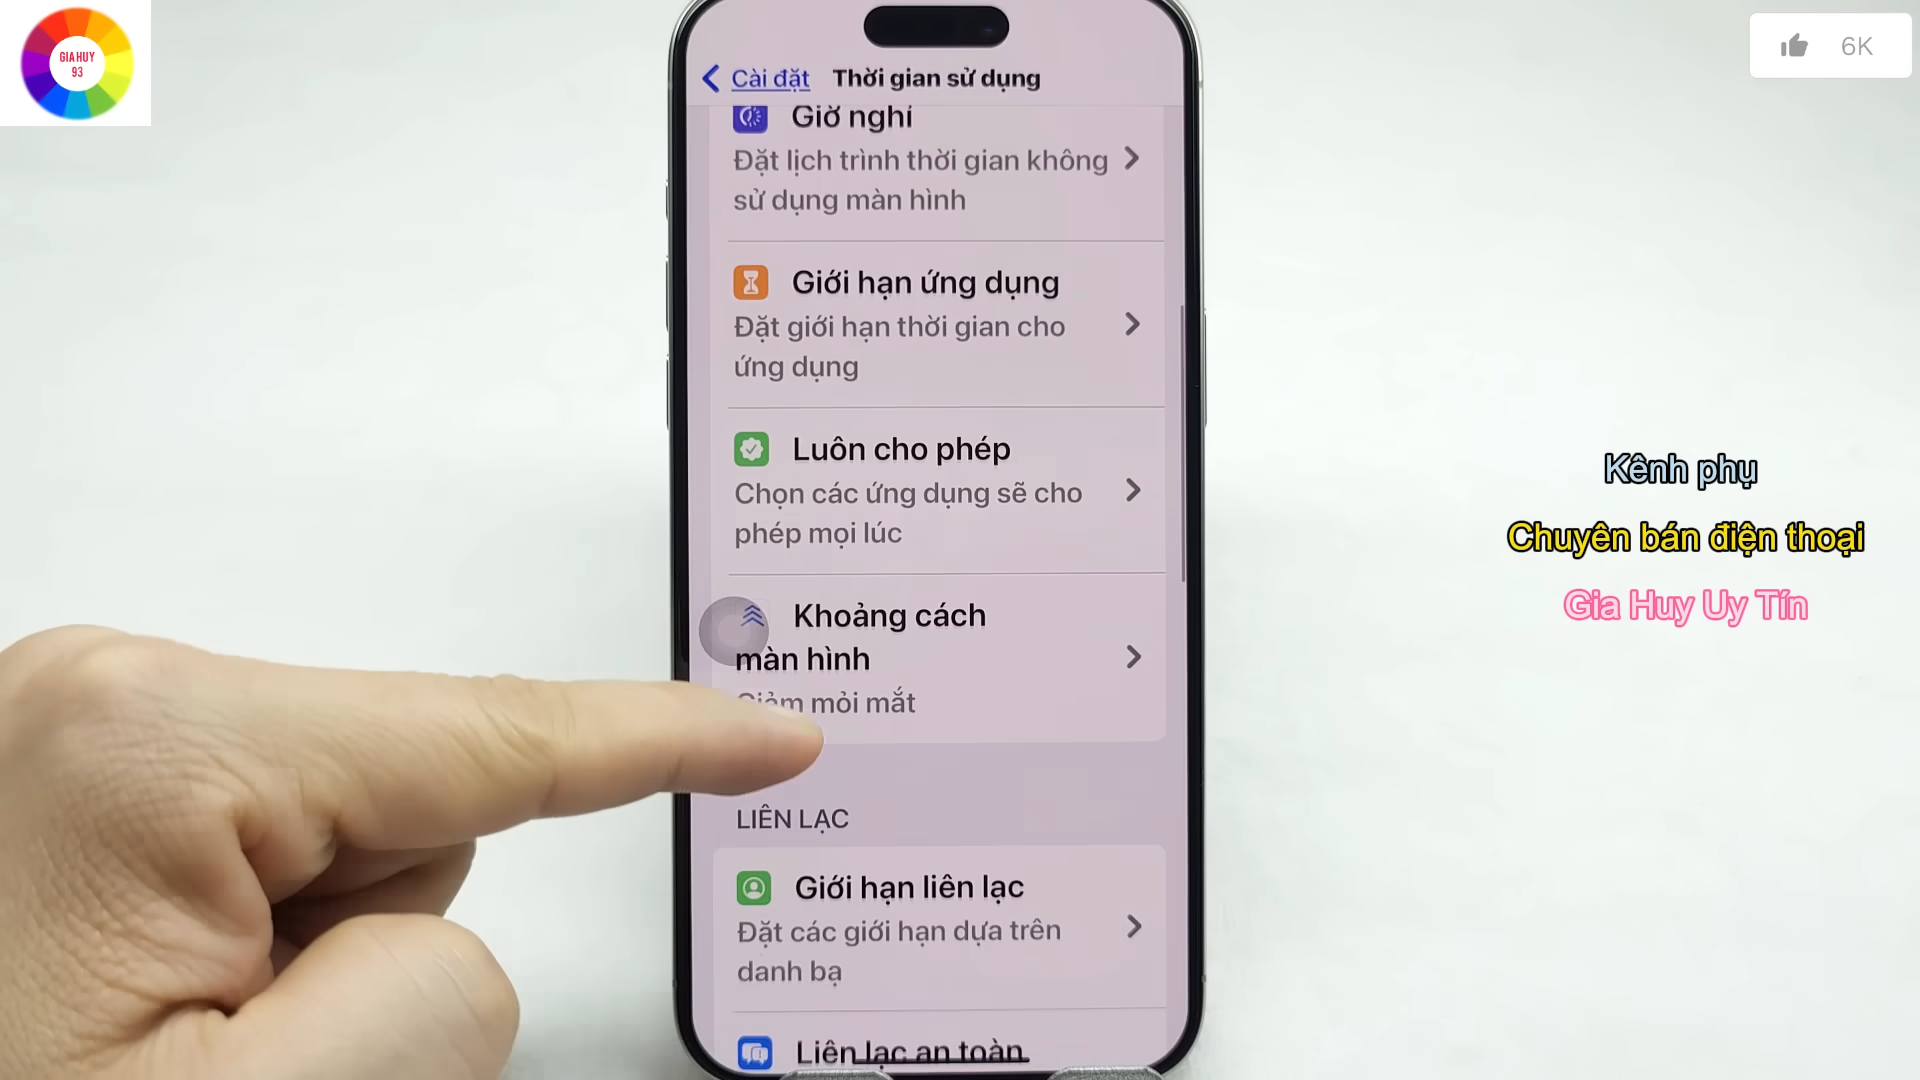 GIA HUY
93
6K
Cài đặt Thời gian sử dụng
Giờ nghỉ
Đặt lịch trình thời gian không
sử dụng màn hình
Giới hạn ứng dụng
Đặt giới hạn thời gian cho
ứng dụng
Luôn cho phép
Chọn các ứng dụng sẽ cho
phép mọi lúc
Khoảng cách
màn hình
Giảm mỏi mắt
LIÊN LẠC
Giới hạn liên lạc
Đặt các giới hạn dựa trên
danh bạ
Liên lạc an toàn
Kênh phụ
Chuyên bán điện thoại
Gia Huy Uy Tín